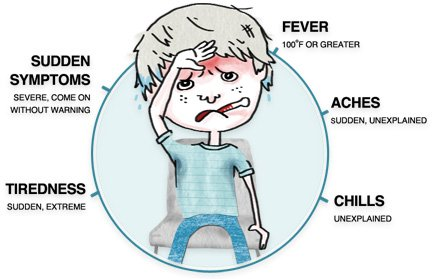 FEVER
100°F OR GREATER
SUDDEN
SYMPTOMS
SEVERE, COME ON
WITHOUT WARNING
ACHES
SUDDEN, UNEXPLAINED
TIREDNESS
SUDDEN, EXTREME
CHILLS
UNEXPLAINED